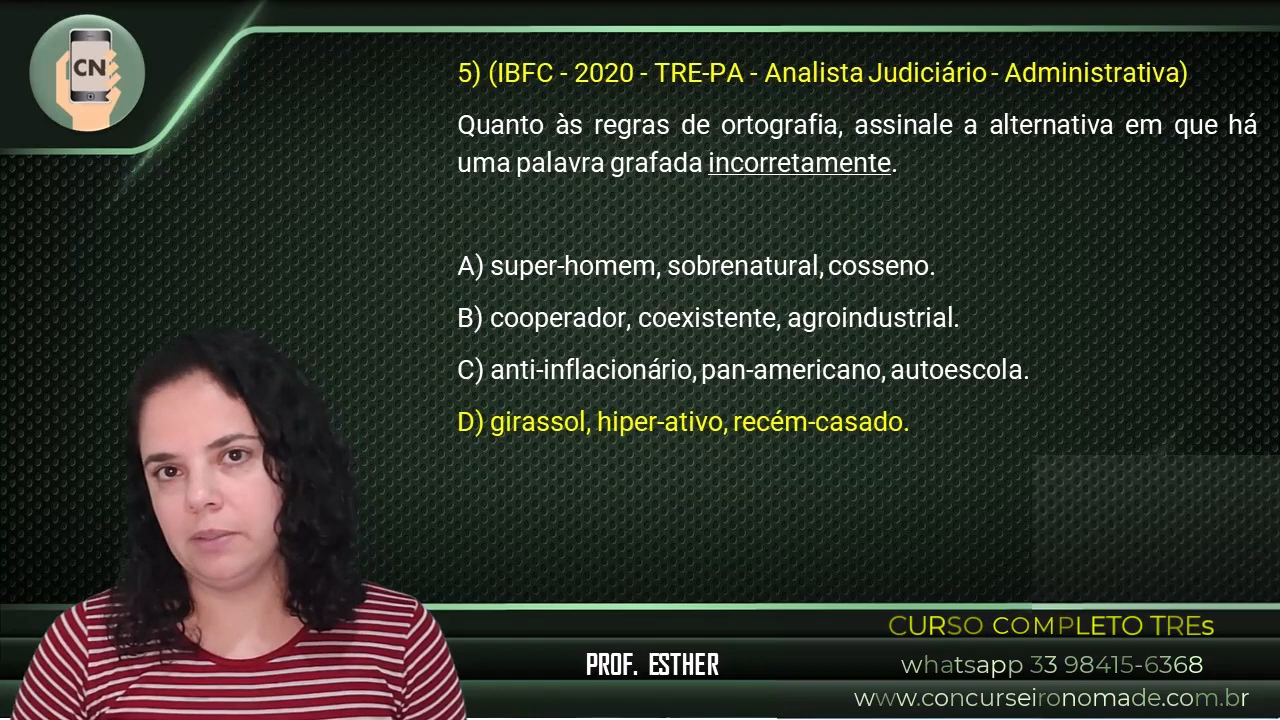 CN
5) (IBFC - 2020 - TRE-PA - Analista Judiciário - Administrativa)
Quanto às regras de ortografia, assinale a alternativa em que há
uma palavra grafada incorretamente.
A) super-homem, sobrenatural, cosseno.
B) cooperador, coexistente, agroindustrial.
C) anti-inflacionário, pan-americano, autoescola.
D) girassol, hiper-ativo, recém-casado.
CURSO COMPLETO TREs
PROF. ESTHER
whatsapp 33 98415-6368
www.concurseironomade.com.br